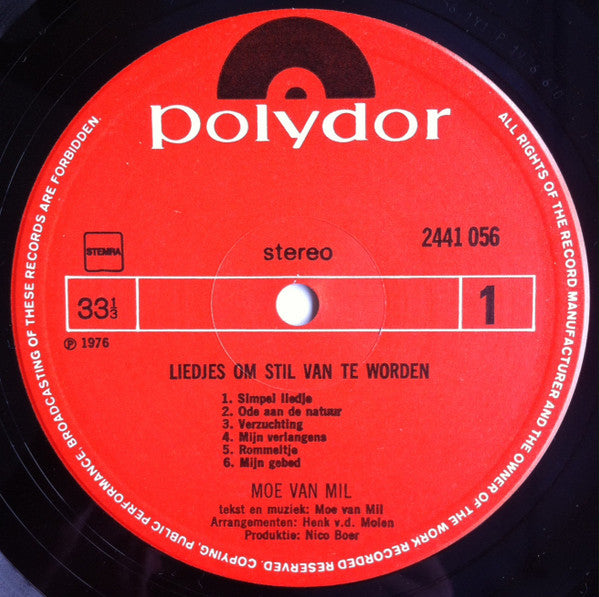 polydor
STEMRA
stereo
2441 056
33⅓
1
℗ 1976
LIEDJES OM STIL VAN TE WORDEN
1. Simpel liedje
2. Ode aan de natuur
3. Verzuchting
4. Mijn verlangens
5. Rommeltje
6. Mijn gebed
MOE VAN MIL
tekst en muziek: Moe van Mil
Arrangementen: Henk v.d. Molen
Produktie: Nico Boer
ALL RIGHTS OF THE RECORD MANUFACTURER AND THE OWNER OF THE WORK RECORDED RESERVED. COPYING, PUBLIC PERFORMANCE, BROADCASTING OF THESE RECORDS ARE FORBIDDEN.